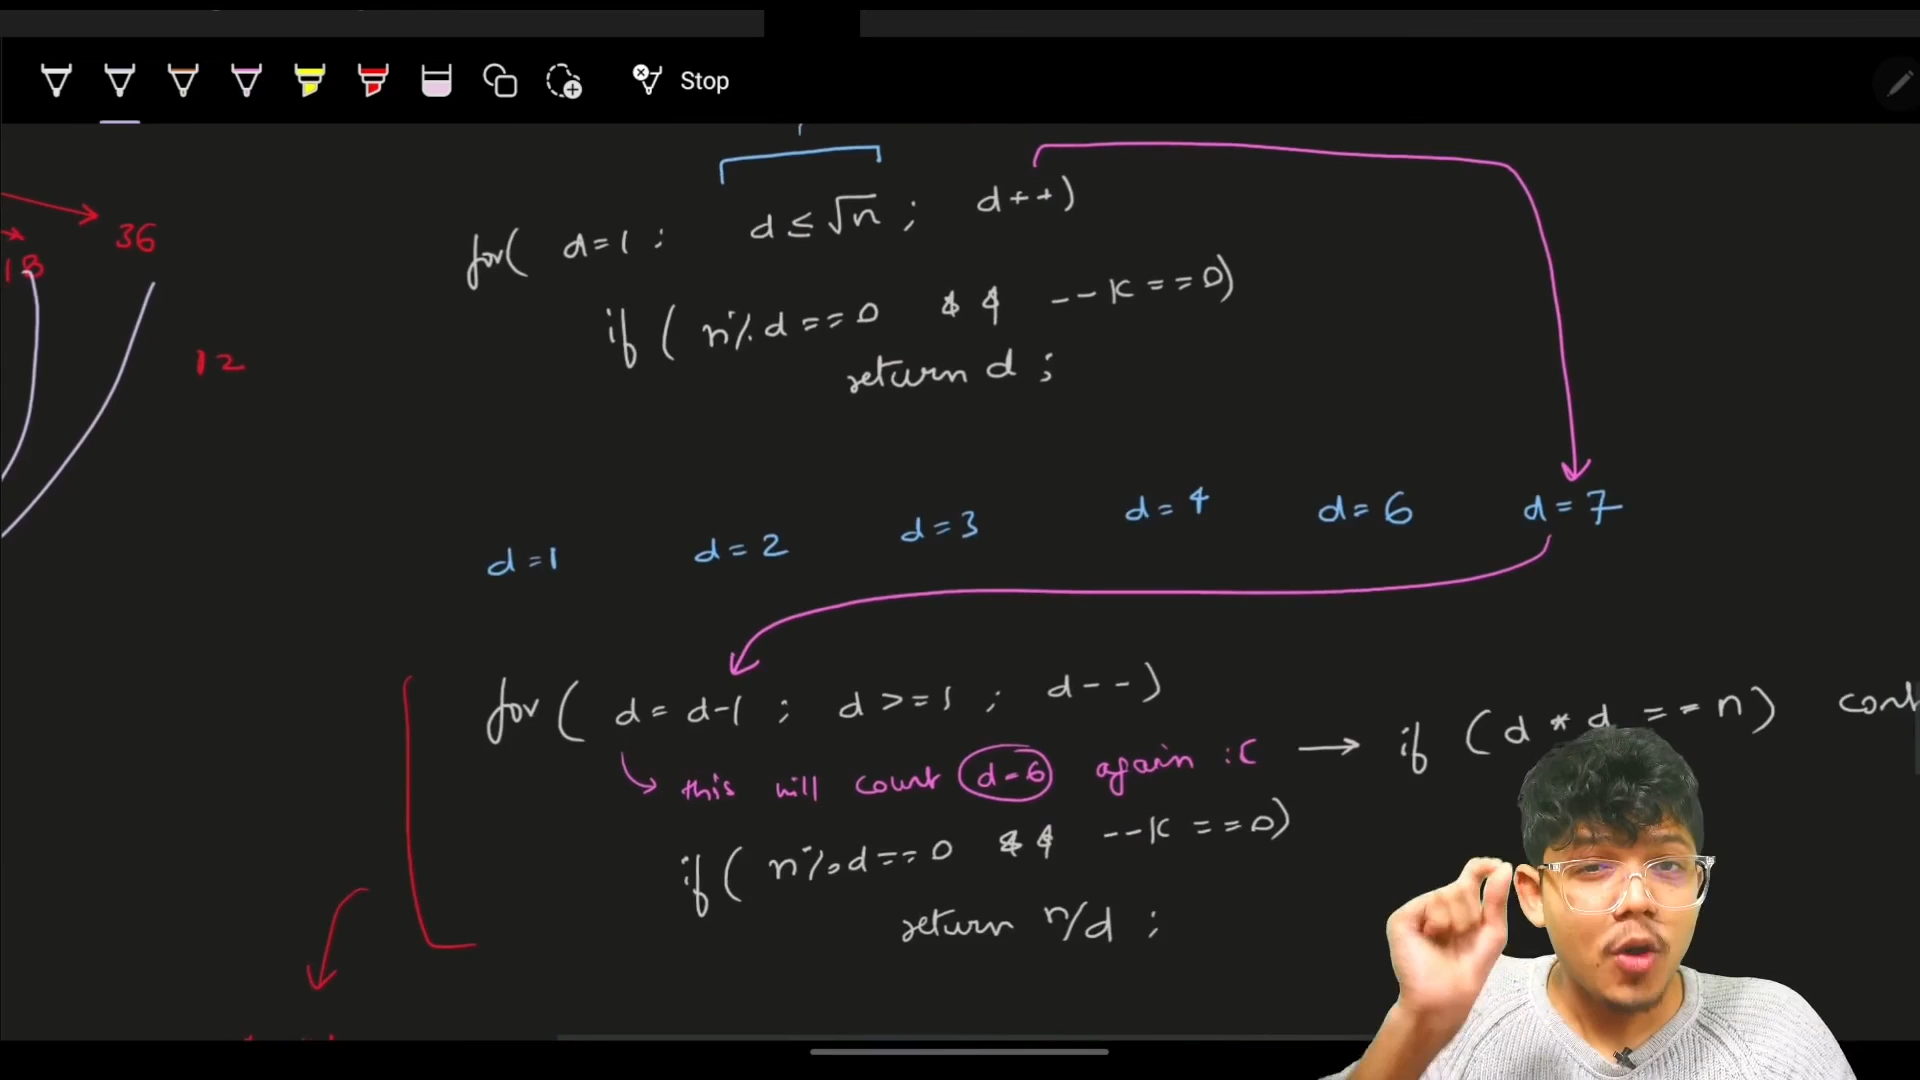 Stop
for( d=1 ; d ≤ √n ; d++)
36
18
if ( n%d==0 && --k==0)
12
return d ;
d=1 d=2 d=3 d=4 d=6 d=7
for( d=d-1 ; d>=1 ; d--)
if (d*d == n) cont
this will count d=6 again :(
if( n%d==0 && --k==0)
return n/d ;